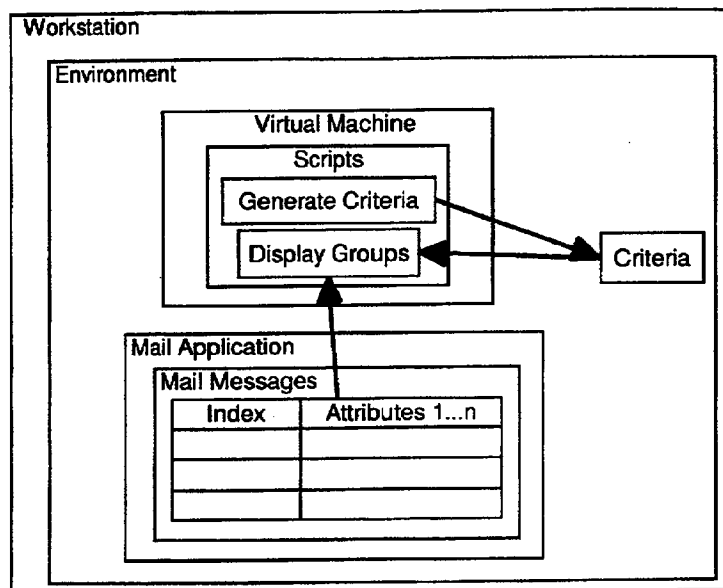 Workstation
Environment
Virtual Machine
Scripts
Generate Criteria
Display Groups
Criteria
Mail Application
Mail Messages
Index Attributes 1...n